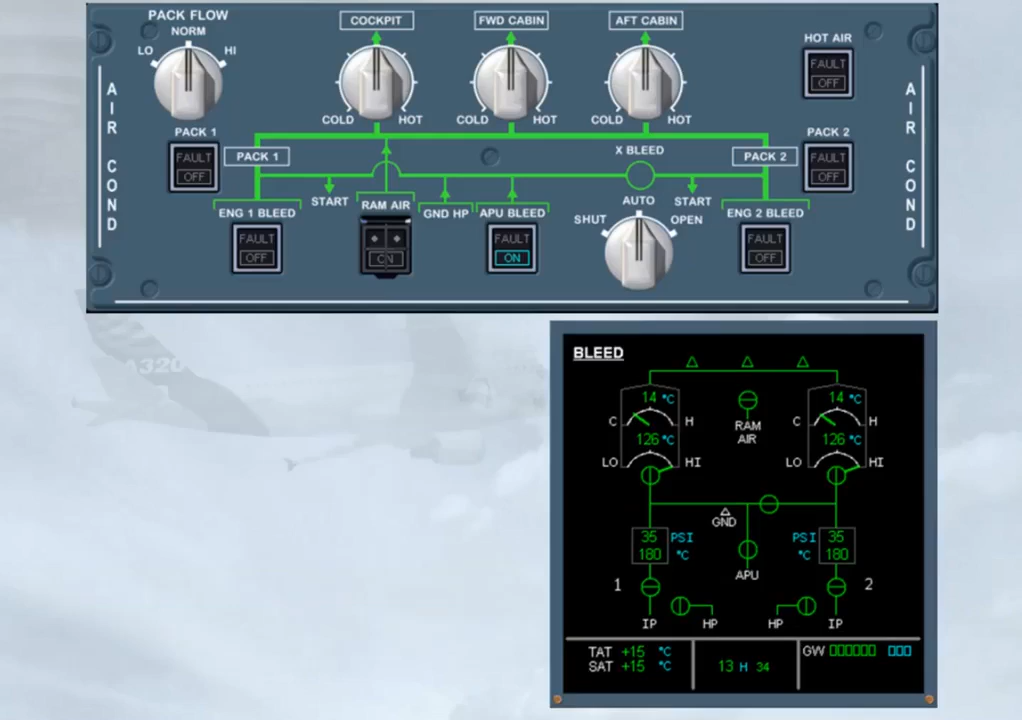 PACK FLOW
NORM
LO
HI
COCKPIT
FWD CABIN
AFT CABIN
HOT AIR
FAULT
OFF
COLD
HOT
COLD
HOT
COLD
HOT
AIR COND
AIR COND
PACK 1
FAULT
OFF
PACK 1
X BLEED
PACK 2
PACK 2
FAULT
OFF
START
RAM AIR
GND HP
APU BLEED
AUTO
START
ENG 1 BLEED
SHUT
OPEN
ENG 2 BLEED
FAULT
OFF
ON
FAULT
ON
FAULT
OFF
A320
BLEED
14 °C
14 °C
C
H
RAM
AIR
C
H
126 °C
126 °C
LO
HI
LO
HI
GND
35 PSI
180 °C
PSI 35
°C 180
APU
1
2
IP
HP
HP
IP
TAT +15 °C
SAT +15 °C
13 H 34
GW